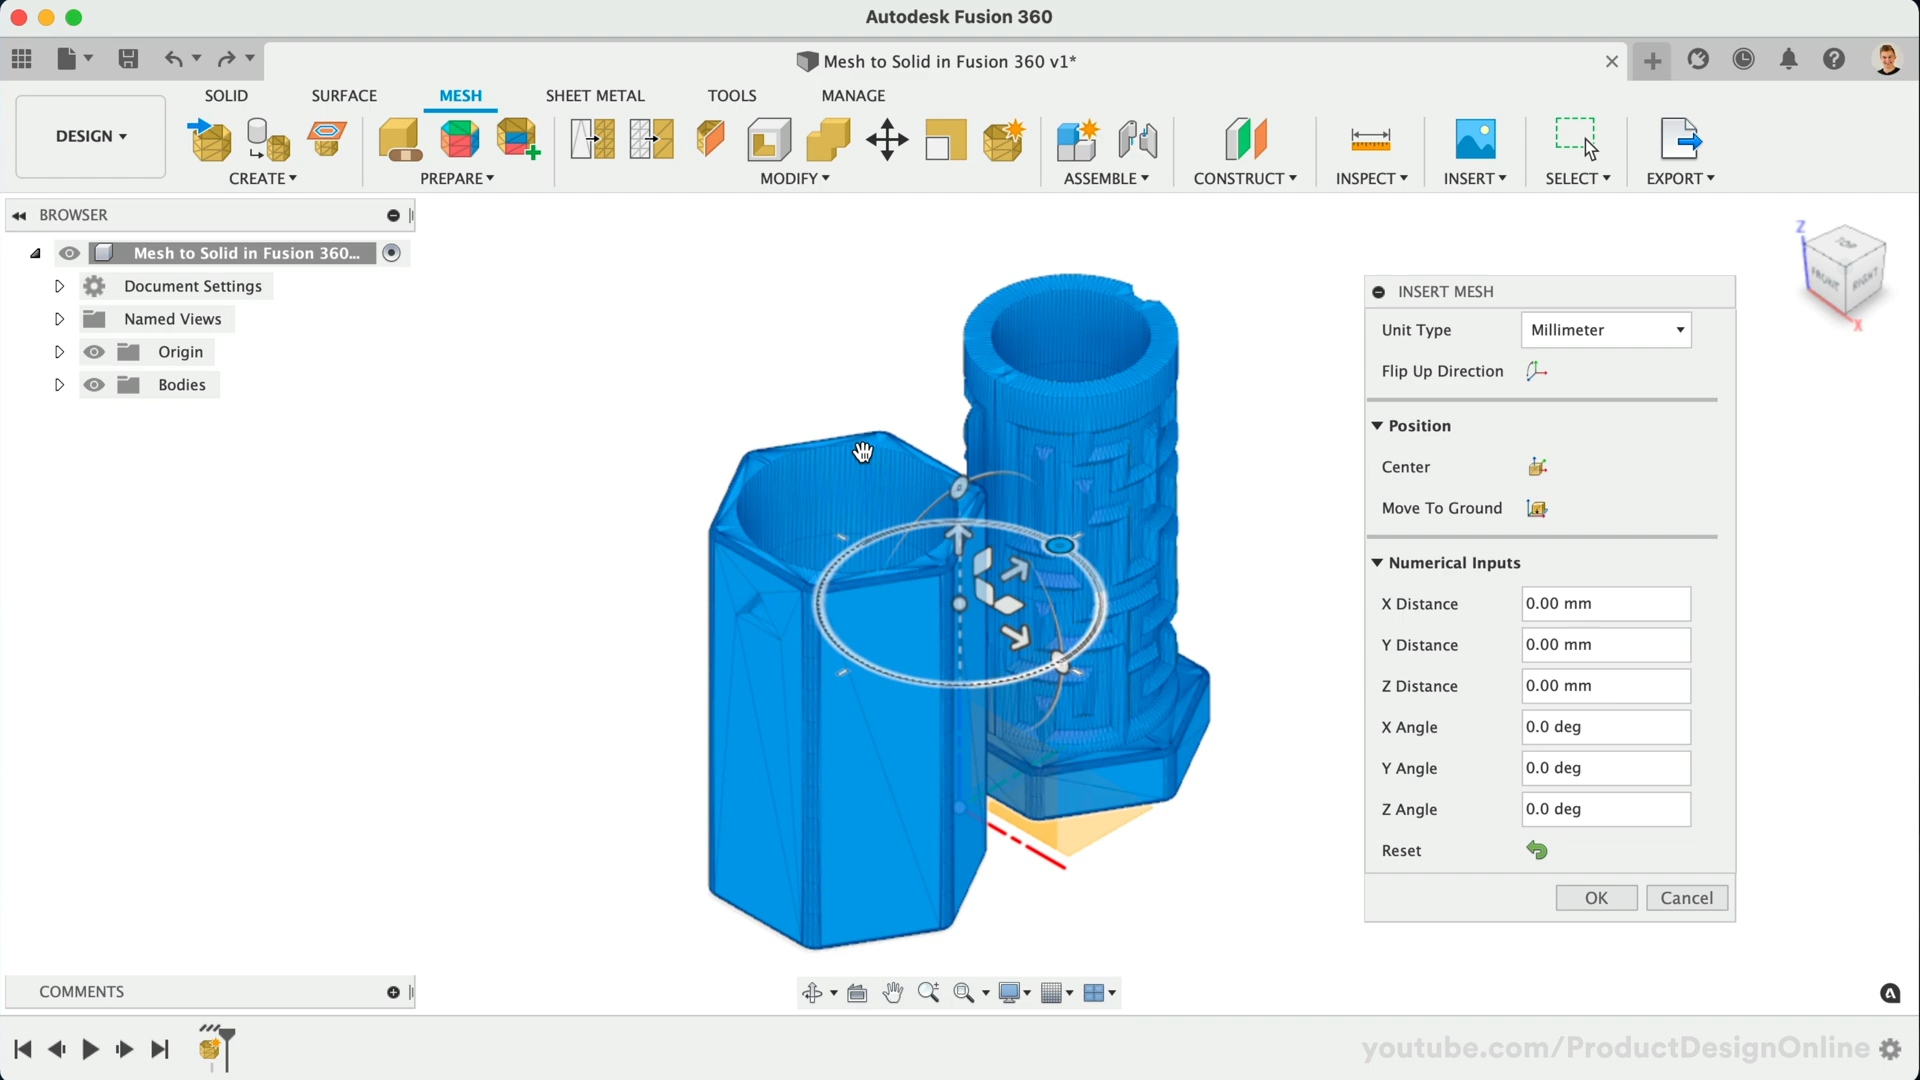 Autodesk Fusion 360
Mesh to Solid in Fusion 360 v1*
SOLID SURFACE MESH SHEET METAL TOOLS MANAGE
DESIGN
CREATE PREPARE MODIFY ASSEMBLE CONSTRUCT INSPECT INSERT SELECT EXPORT
BROWSER
Mesh to Solid in Fusion 360...
Document Settings
Named Views
Origin
Bodies
Z
TOP
FRONT RIGHT
X
INSERT MESH
Unit Type Millimeter
Flip Up Direction
Position
Center
Move To Ground
Numerical Inputs
X Distance 0.00 mm
Y Distance 0.00 mm
Z Distance 0.00 mm
X Angle 0.0 deg
Y Angle 0.0 deg
Z Angle 0.0 deg
Reset
OK Cancel
COMMENTS
youtube.com/ProductDesignOnline